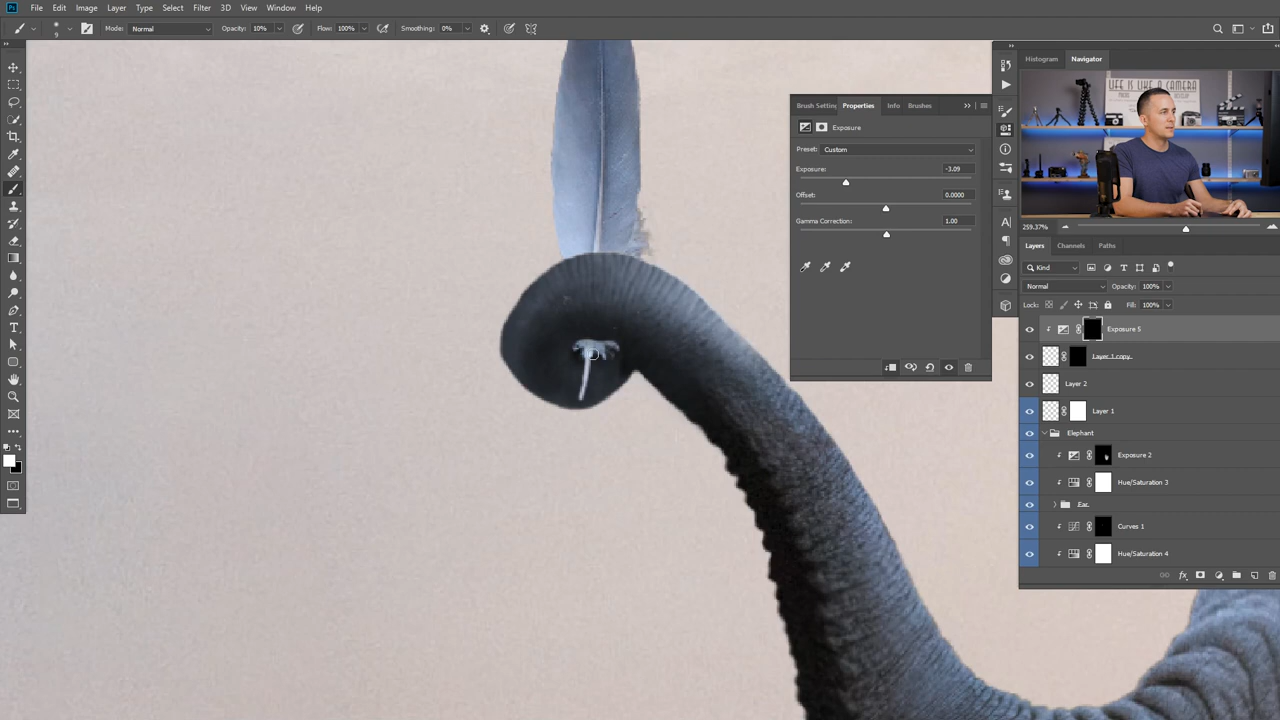 File Edit Image Layer Type Select Filter 3D View Window Help
Mode: Normal Opacity: 10% Flow: 100% Smoothing: 0%
Histogram Navigator
LIFE IS LIKE A CAMERA
Brush Setting Properties Info Brushes
Exposure
Preset: Custom
Exposure: -3.09
Offset: 0.0000
Gamma Correction: 1.00
259.37%
Layers Channels Paths
Kind
Normal Opacity: 100%
Lock: Fill: 100%
Exposure 5
Layer 1 copy
Layer 2
Layer 1
Elephant
Exposure 2
Hue/Saturation 3
Ear
Curves 1
Hue/Saturation 4